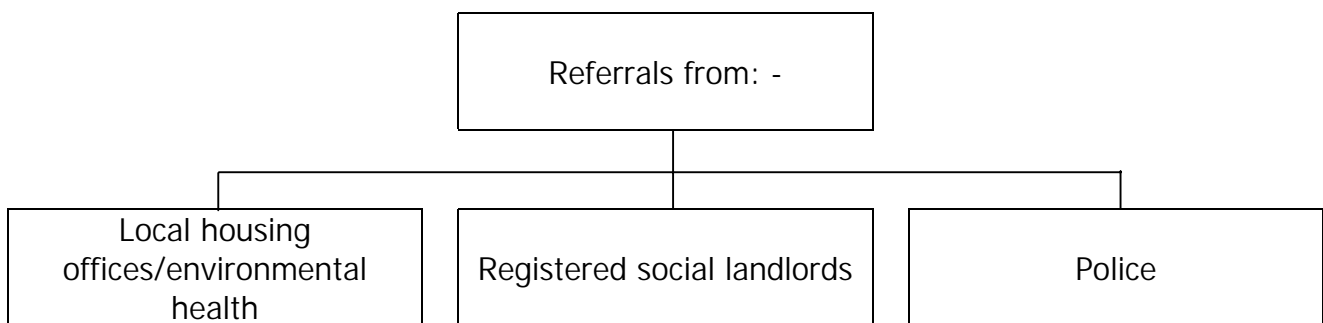 Referrals from: -
Local housing
offices/environmental
health
Registered social landlords
Police